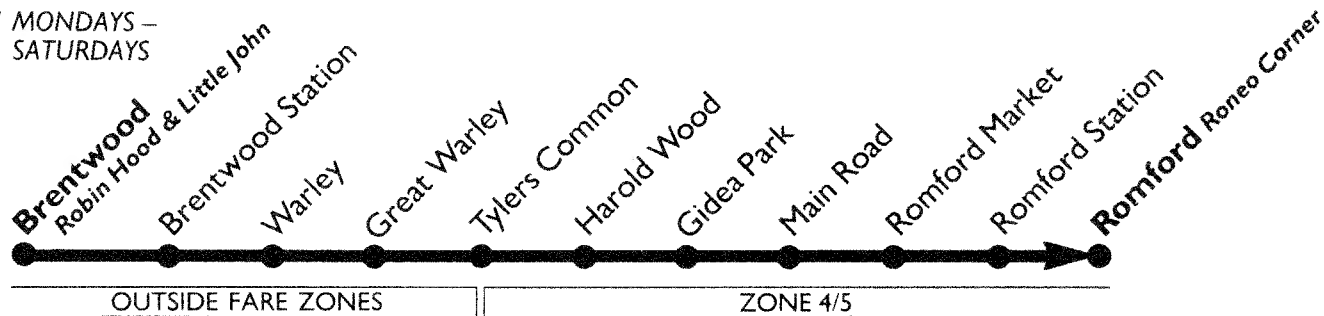 MONDAYS –
SATURDAYS
Brentwood
Robin Hood & Little John
Brentwood Station
Warley
Great Warley
Tylers Common
Harold Wood
Gidea Park
Main Road
Romford Market
Romford Station
Romford Roneo Corner
OUTSIDE FARE ZONES
ZONE 4/5